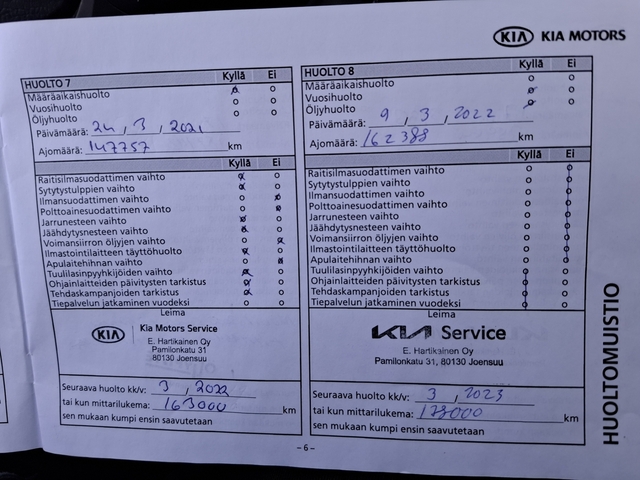 KIA KIA MOTORS
HUOLTO 7 Kyllä Ei
Määräaikaishuolto
Vuosihuolto
Öljyhuolto
Päivämäärä: 24, 3, 2021
Ajomäärä: 147757 km
Kyllä Ei
Raitisilmasuodattimen vaihto
Sytytystulppien vaihto
Ilmansuodattimen vaihto
Polttoainesuodattimen vaihto
Jarrunesteen vaihto
Jäähdytysnesteen vaihto
Voimansiirron öljyjen vaihto
Ilmastointilaitteen täyttöhuolto
Apulaitehihnan vaihto
Tuulilasinpyyhkijöiden vaihto
Ohjainlaitteiden päivitysten tarkistus
Tehdaskampanjoiden tarkistus
Tiepalvelun jatkaminen vuodeksi
Leima
KIA Kia Motors Service
E. Hartikainen Oy
Pamilonkatu 31
80130 Joensuu
Seuraava huolto kk/v: 3, 2022
tai kun mittarilukema: 163000 km
sen mukaan kumpi ensin saavutetaan
HUOLTO 8 Kyllä Ei
Määräaikaishuolto
Vuosihuolto
Öljyhuolto
Päivämäärä: 9, 3, 2022
Ajomäärä: 162388 km
Kyllä Ei
Raitisilmasuodattimen vaihto
Sytytystulppien vaihto
Ilmansuodattimen vaihto
Polttoainesuodattimen vaihto
Jarrunesteen vaihto
Jäähdytysnesteen vaihto
Voimansiirron öljyjen vaihto
Ilmastointilaitteen täyttöhuolto
Apulaitehihnan vaihto
Tuulilasinpyyhkijöiden vaihto
Ohjainlaitteiden päivitysten tarkistus
Tehdaskampanjoiden tarkistus
Tiepalvelun jatkaminen vuodeksi
Leima
KIA Service
E. Hartikainen Oy
Pamilonkatu 31, 80130 Joensuu
Seuraava huolto kk/v: 3, 2023
tai kun mittarilukema: 178000 km
sen mukaan kumpi ensin saavutetaan
HUOLTOMUISTIO
- 6 -